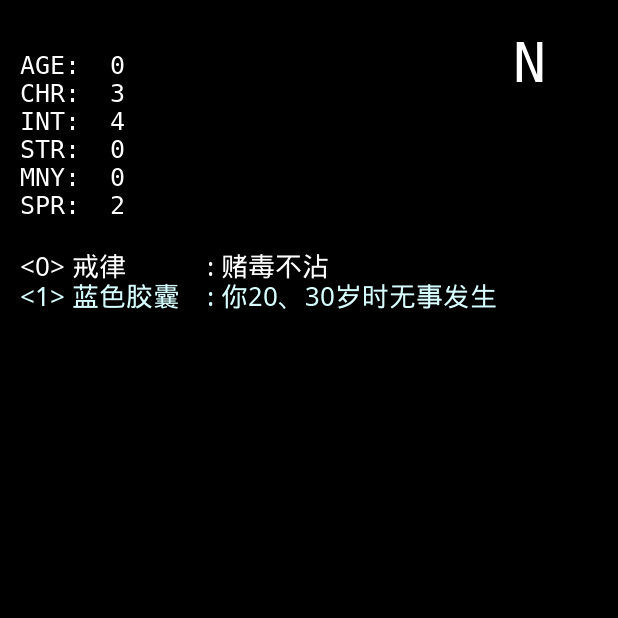 N
AGE: 0
CHR: 3
INT: 4
STR: 0
MNY: 0
SPR: 2
<0> 戒律 : 赌毒不沾
<1> 蓝色胶囊 : 你20、30岁时无事发生